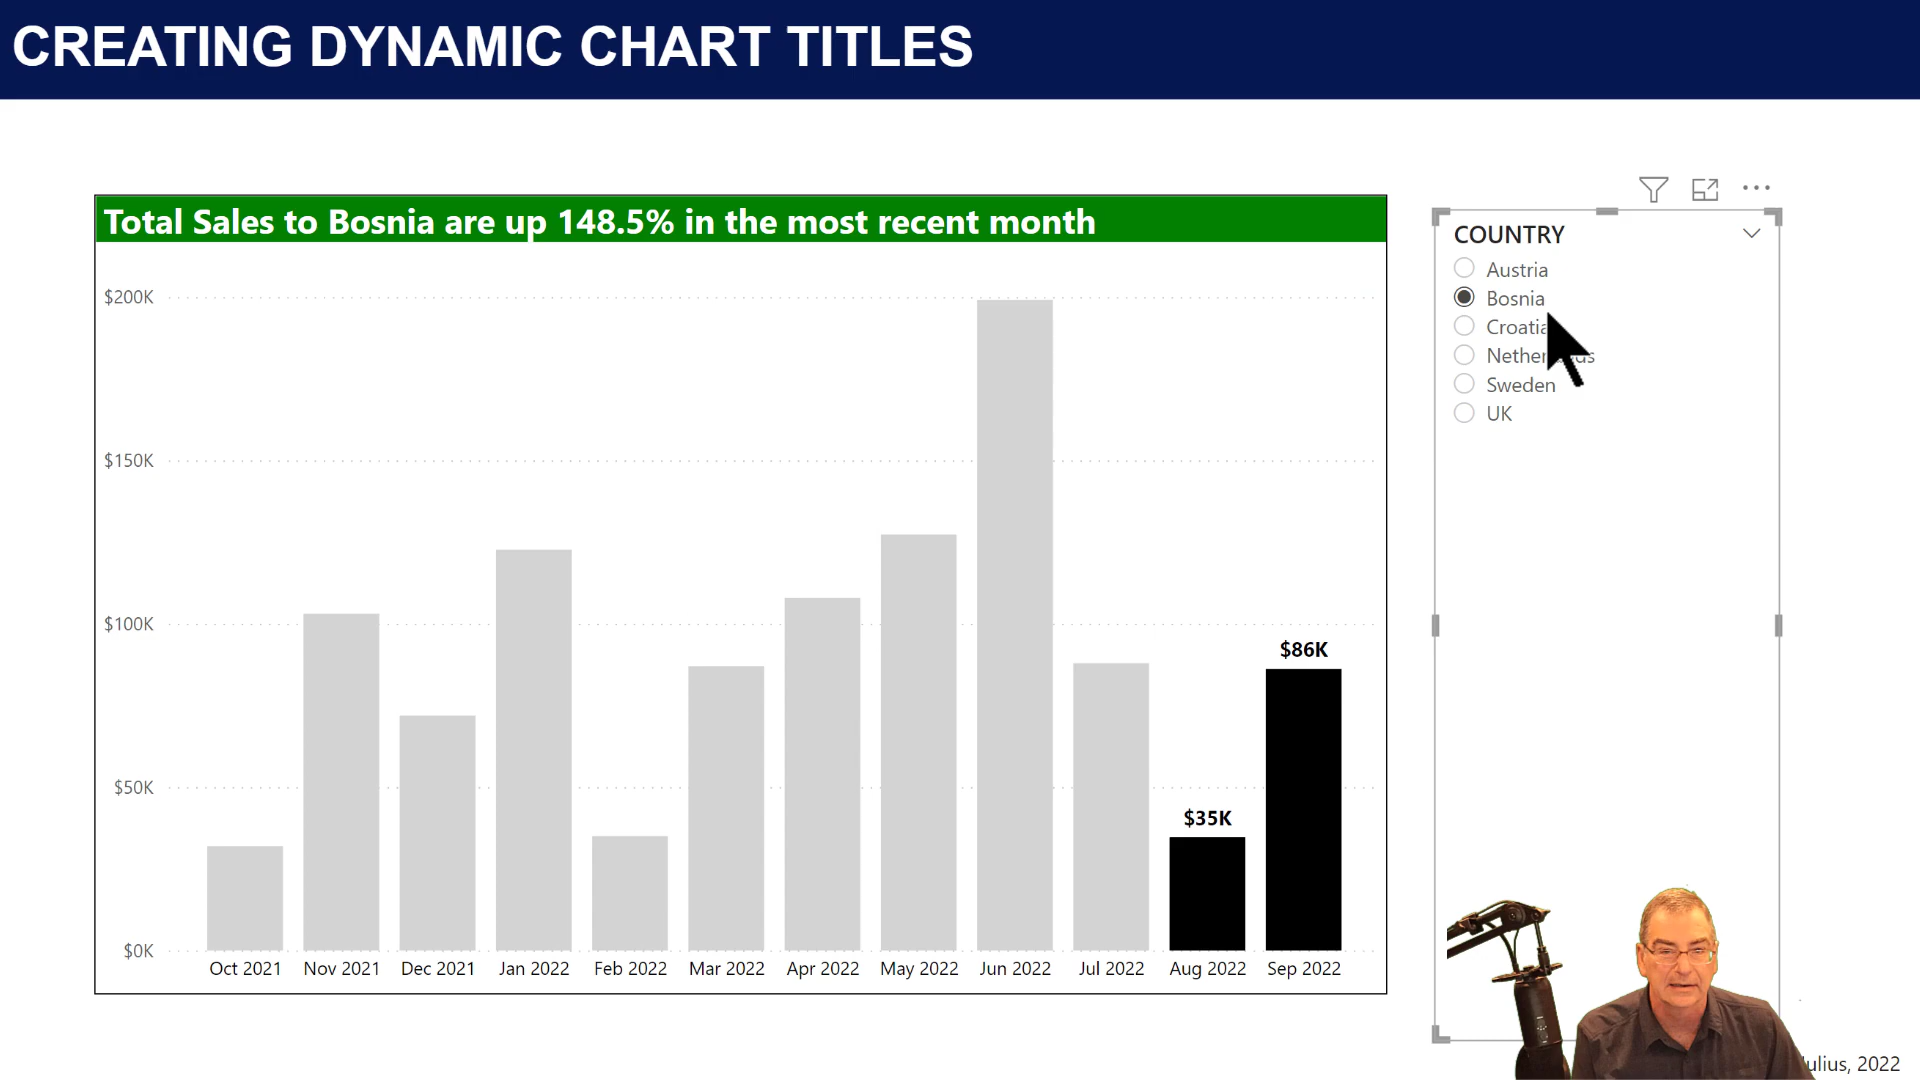 CREATING DYNAMIC CHART TITLES
Total Sales to Bosnia are up 148.5% in the most recent month
$200K
$150K
$100K
$50K
$0K
$86K
$35K
Oct 2021 Nov 2021 Dec 2021 Jan 2022 Feb 2022 Mar 2022 Apr 2022 May 2022 Jun 2022 Jul 2022 Aug 2022 Sep 2022
COUNTRY
Austria
Bosnia
Croatia
Sweden
UK
2022